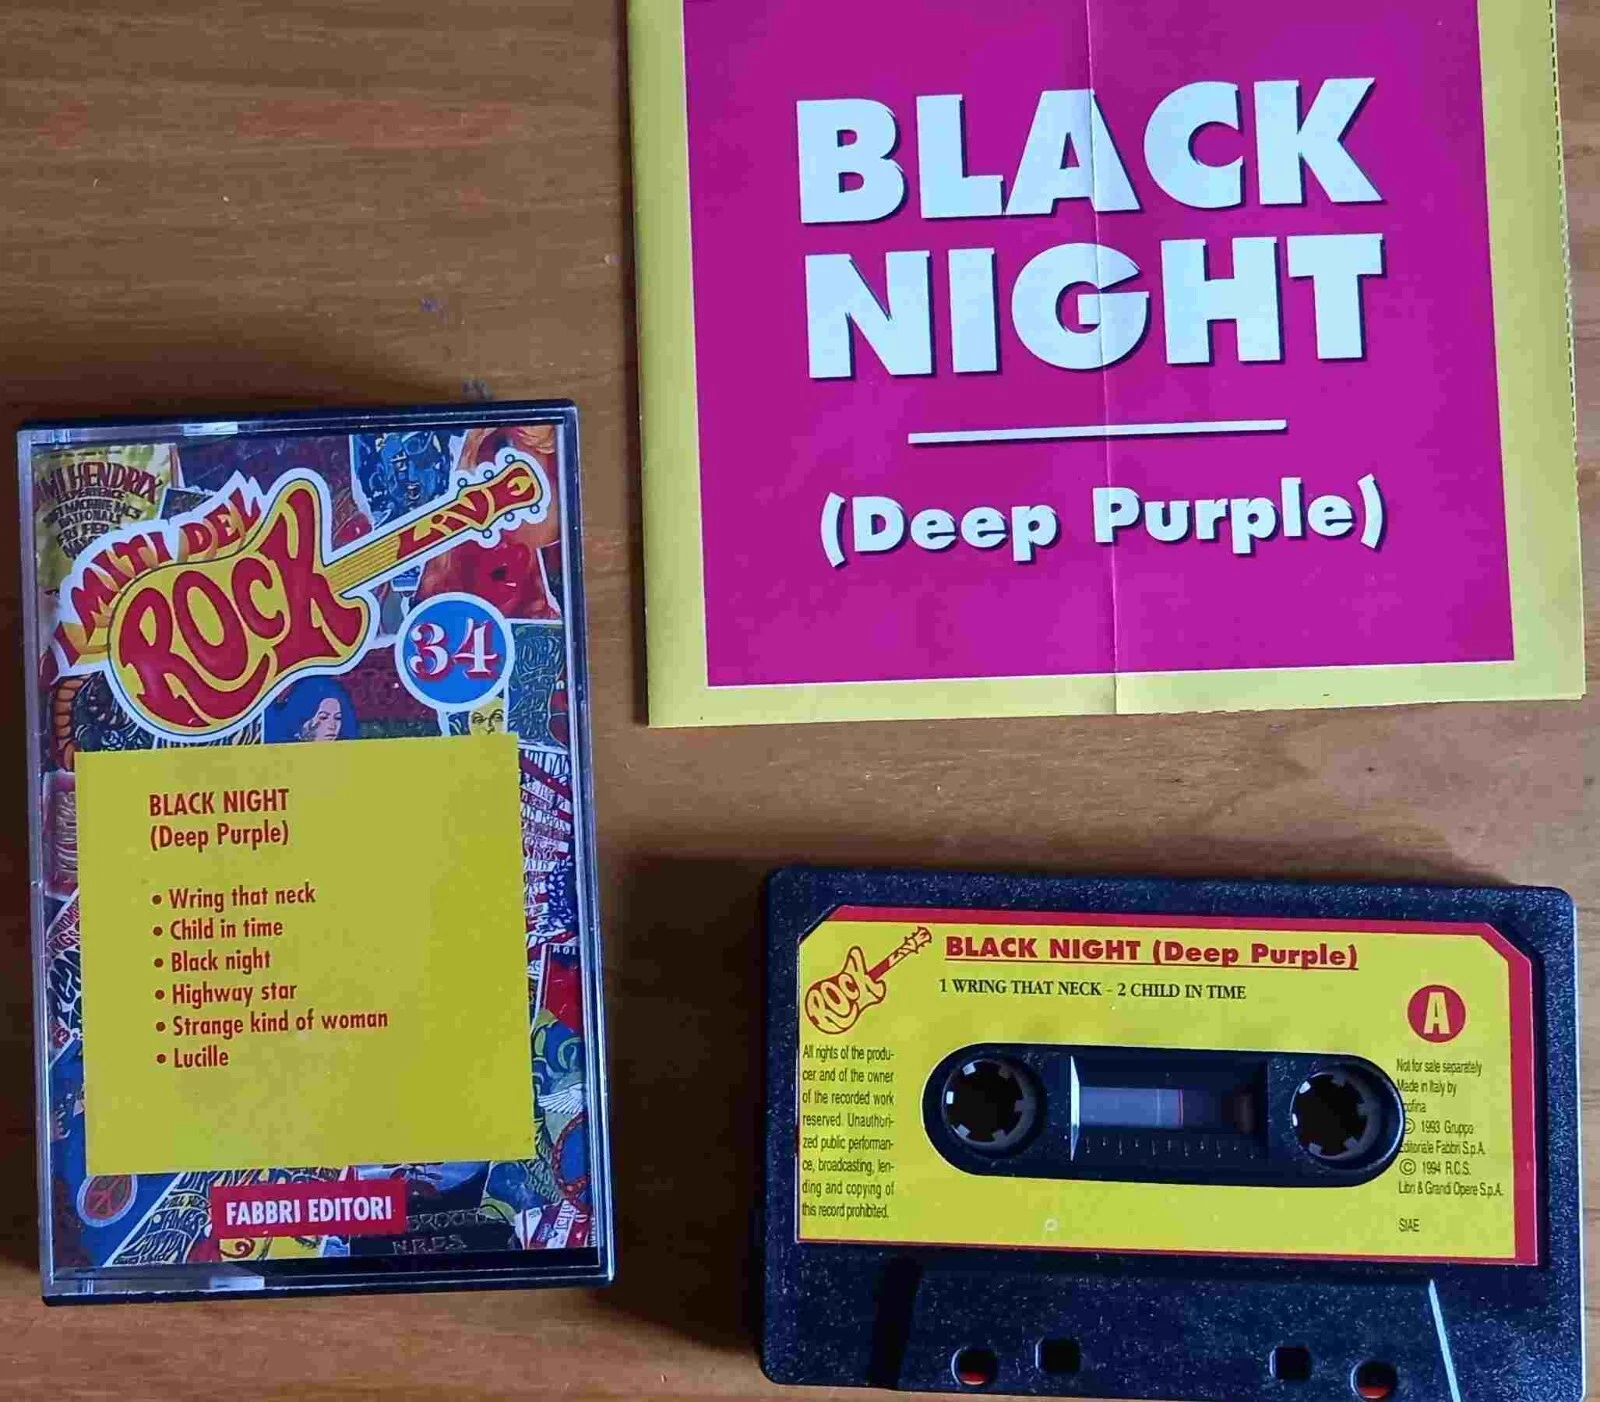 BLACK
NIGHT
(Deep Purple)
I MITI DEL
ROCK
LIVE
34
BLACK NIGHT
(Deep Purple)
• Wring that neck
• Child in time
• Black night
• Highway star
• Strange kind of woman
• Lucille
FABBRI EDITORI
N.R.P.S.
ROCK LIVE
BLACK NIGHT (Deep Purple)
1 WRING THAT NECK - 2 CHILD IN TIME
A
All rights of the produ-
cer and of the owner
of the recorded work
reserved. Unauthori-
zed public performan-
ce, broadcasting, len-
ding and copying of
this record prohibited.
Not for sale separately
Made in Italy by
© 1993 Gruppo
Editoriale Fabbri S.p.A.
© 1994 R.C.S.
Libri & Grandi Opere S.p.A.
SIAE